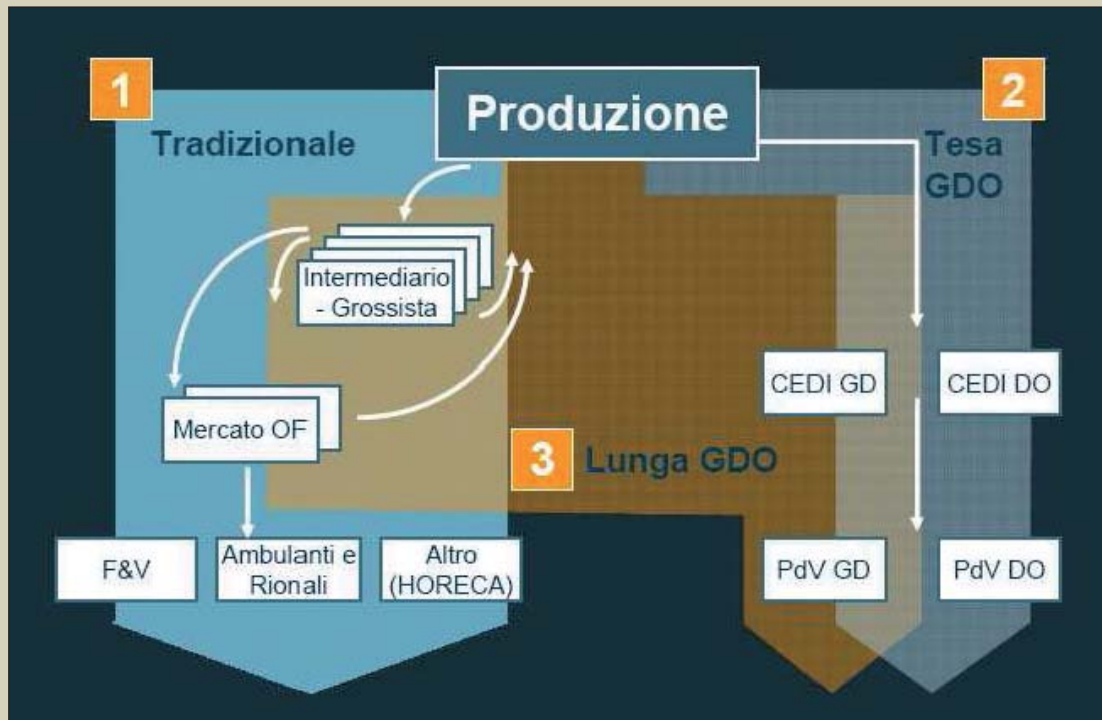 1
Produzione
2
Tradizionale
Tesa
GDO
Intermediario
- Grossista
CEDI GD
CEDI DO
Mercato OF
3
Lunga GDO
F&V
Ambulanti e
Rionali
Altro
(HORECA)
PdV GD
PdV DO